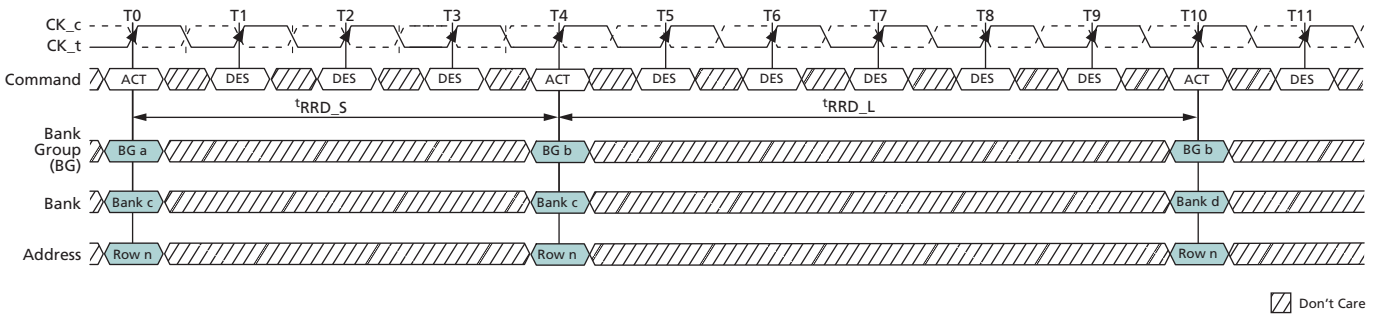 T0 T1 T2 T3 T4 T5 T6 T7 T8 T9 T10 T11
CK_c
CK_t
Command ACT DES DES DES ACT DES DES DES DES DES ACT DES
tRRD_S tRRD_L
Bank
Group
(BG)
BG a BG b BG b
Bank Bank c Bank c Bank d
Address Row n Row n Row n
Don't Care